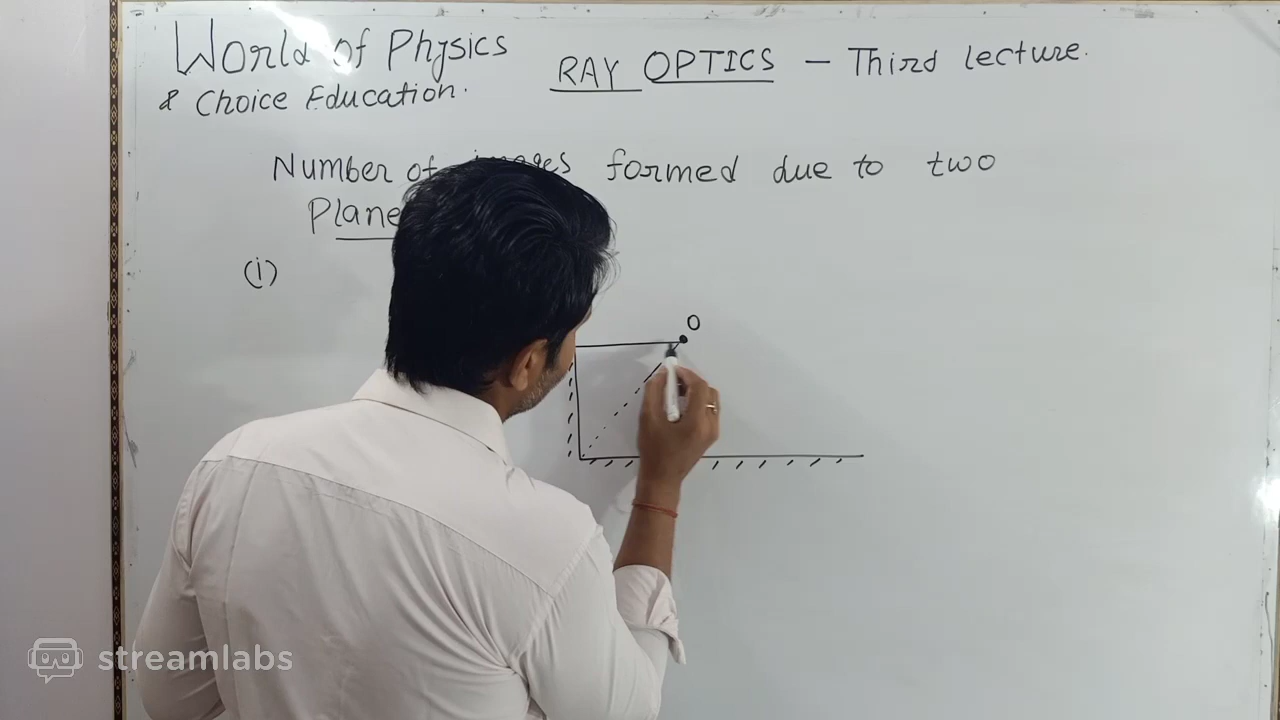 World of Physics
& Choice Education.
RAY OPTICS - Third lecture.
Number of images formed due to two
Plane
(i)
O
streamlabs